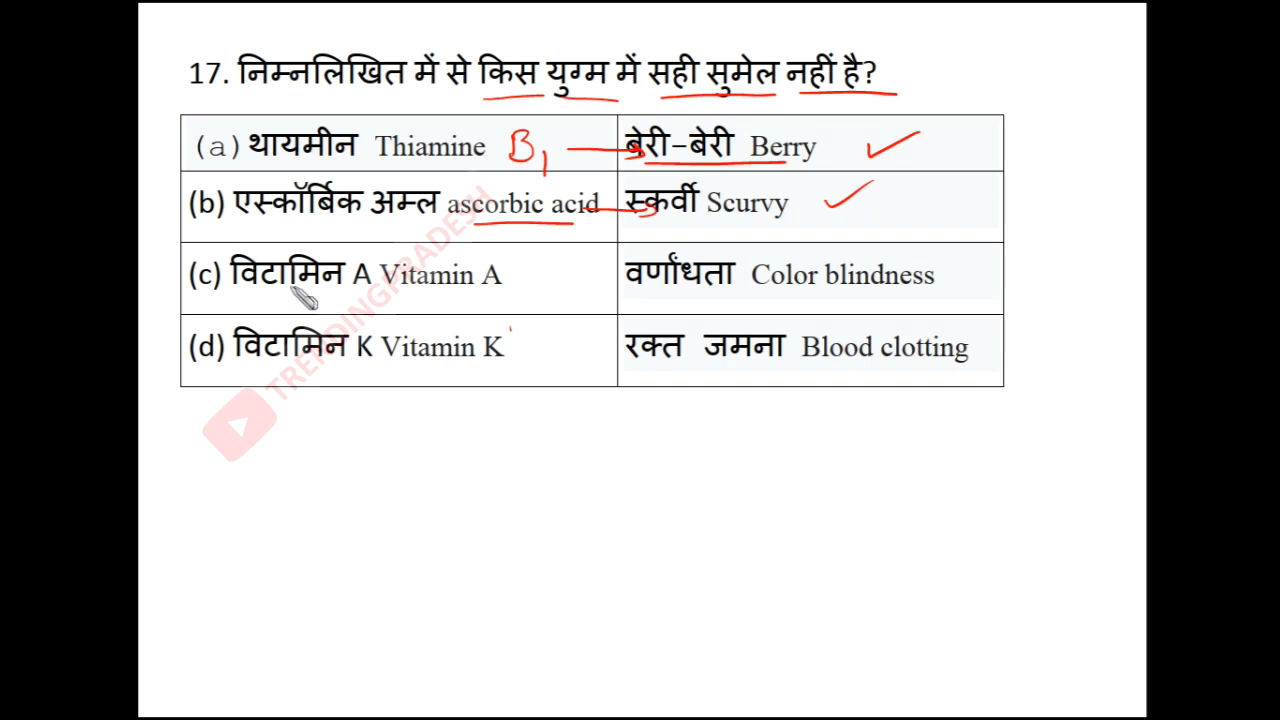 17. निम्नलिखित में से किस युग्म में सही सुमेल नहीं है?
(a) थायमीन Thiamine B1 बेरी-बेरी Berry
(b) एस्कॉर्बिक अम्ल ascorbic acid स्कर्वी Scurvy
(c) विटामिन A Vitamin A वर्णांधता Color blindness
(d) विटामिन K Vitamin K रक्त जमना Blood clotting
TRENDINGPRADESH